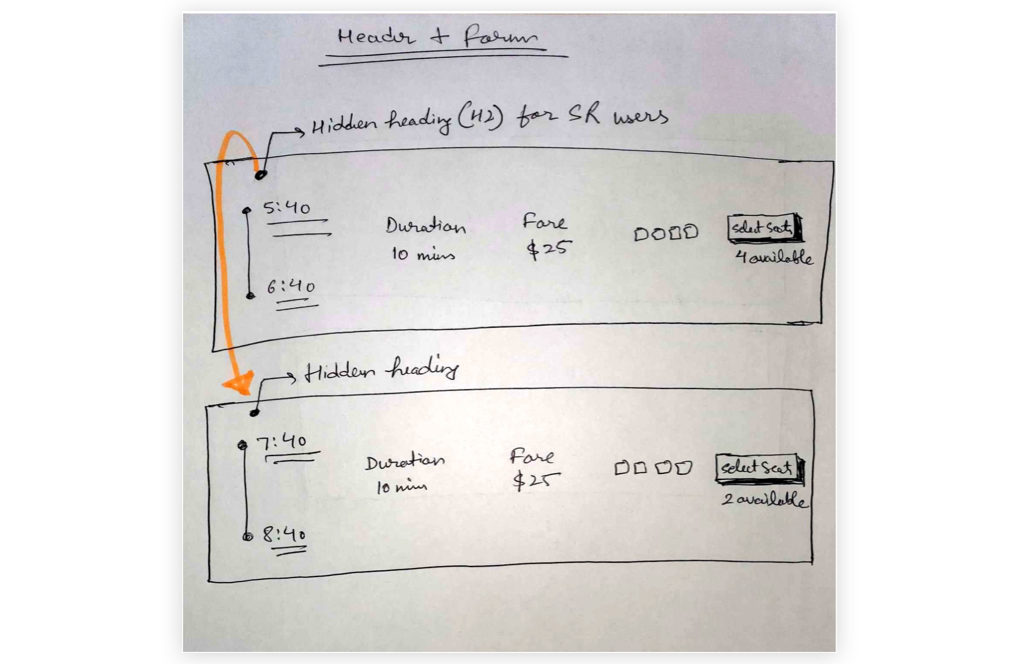 Header + Forum
Hidden heading (H2) for SR users
5:40
Duration
10 mins
Fare
$25
Select Seat
4 available
6:40
Hidden heading
7:40
Duration
10 mins
Fare
$25
Select Seat
2 available
8:40